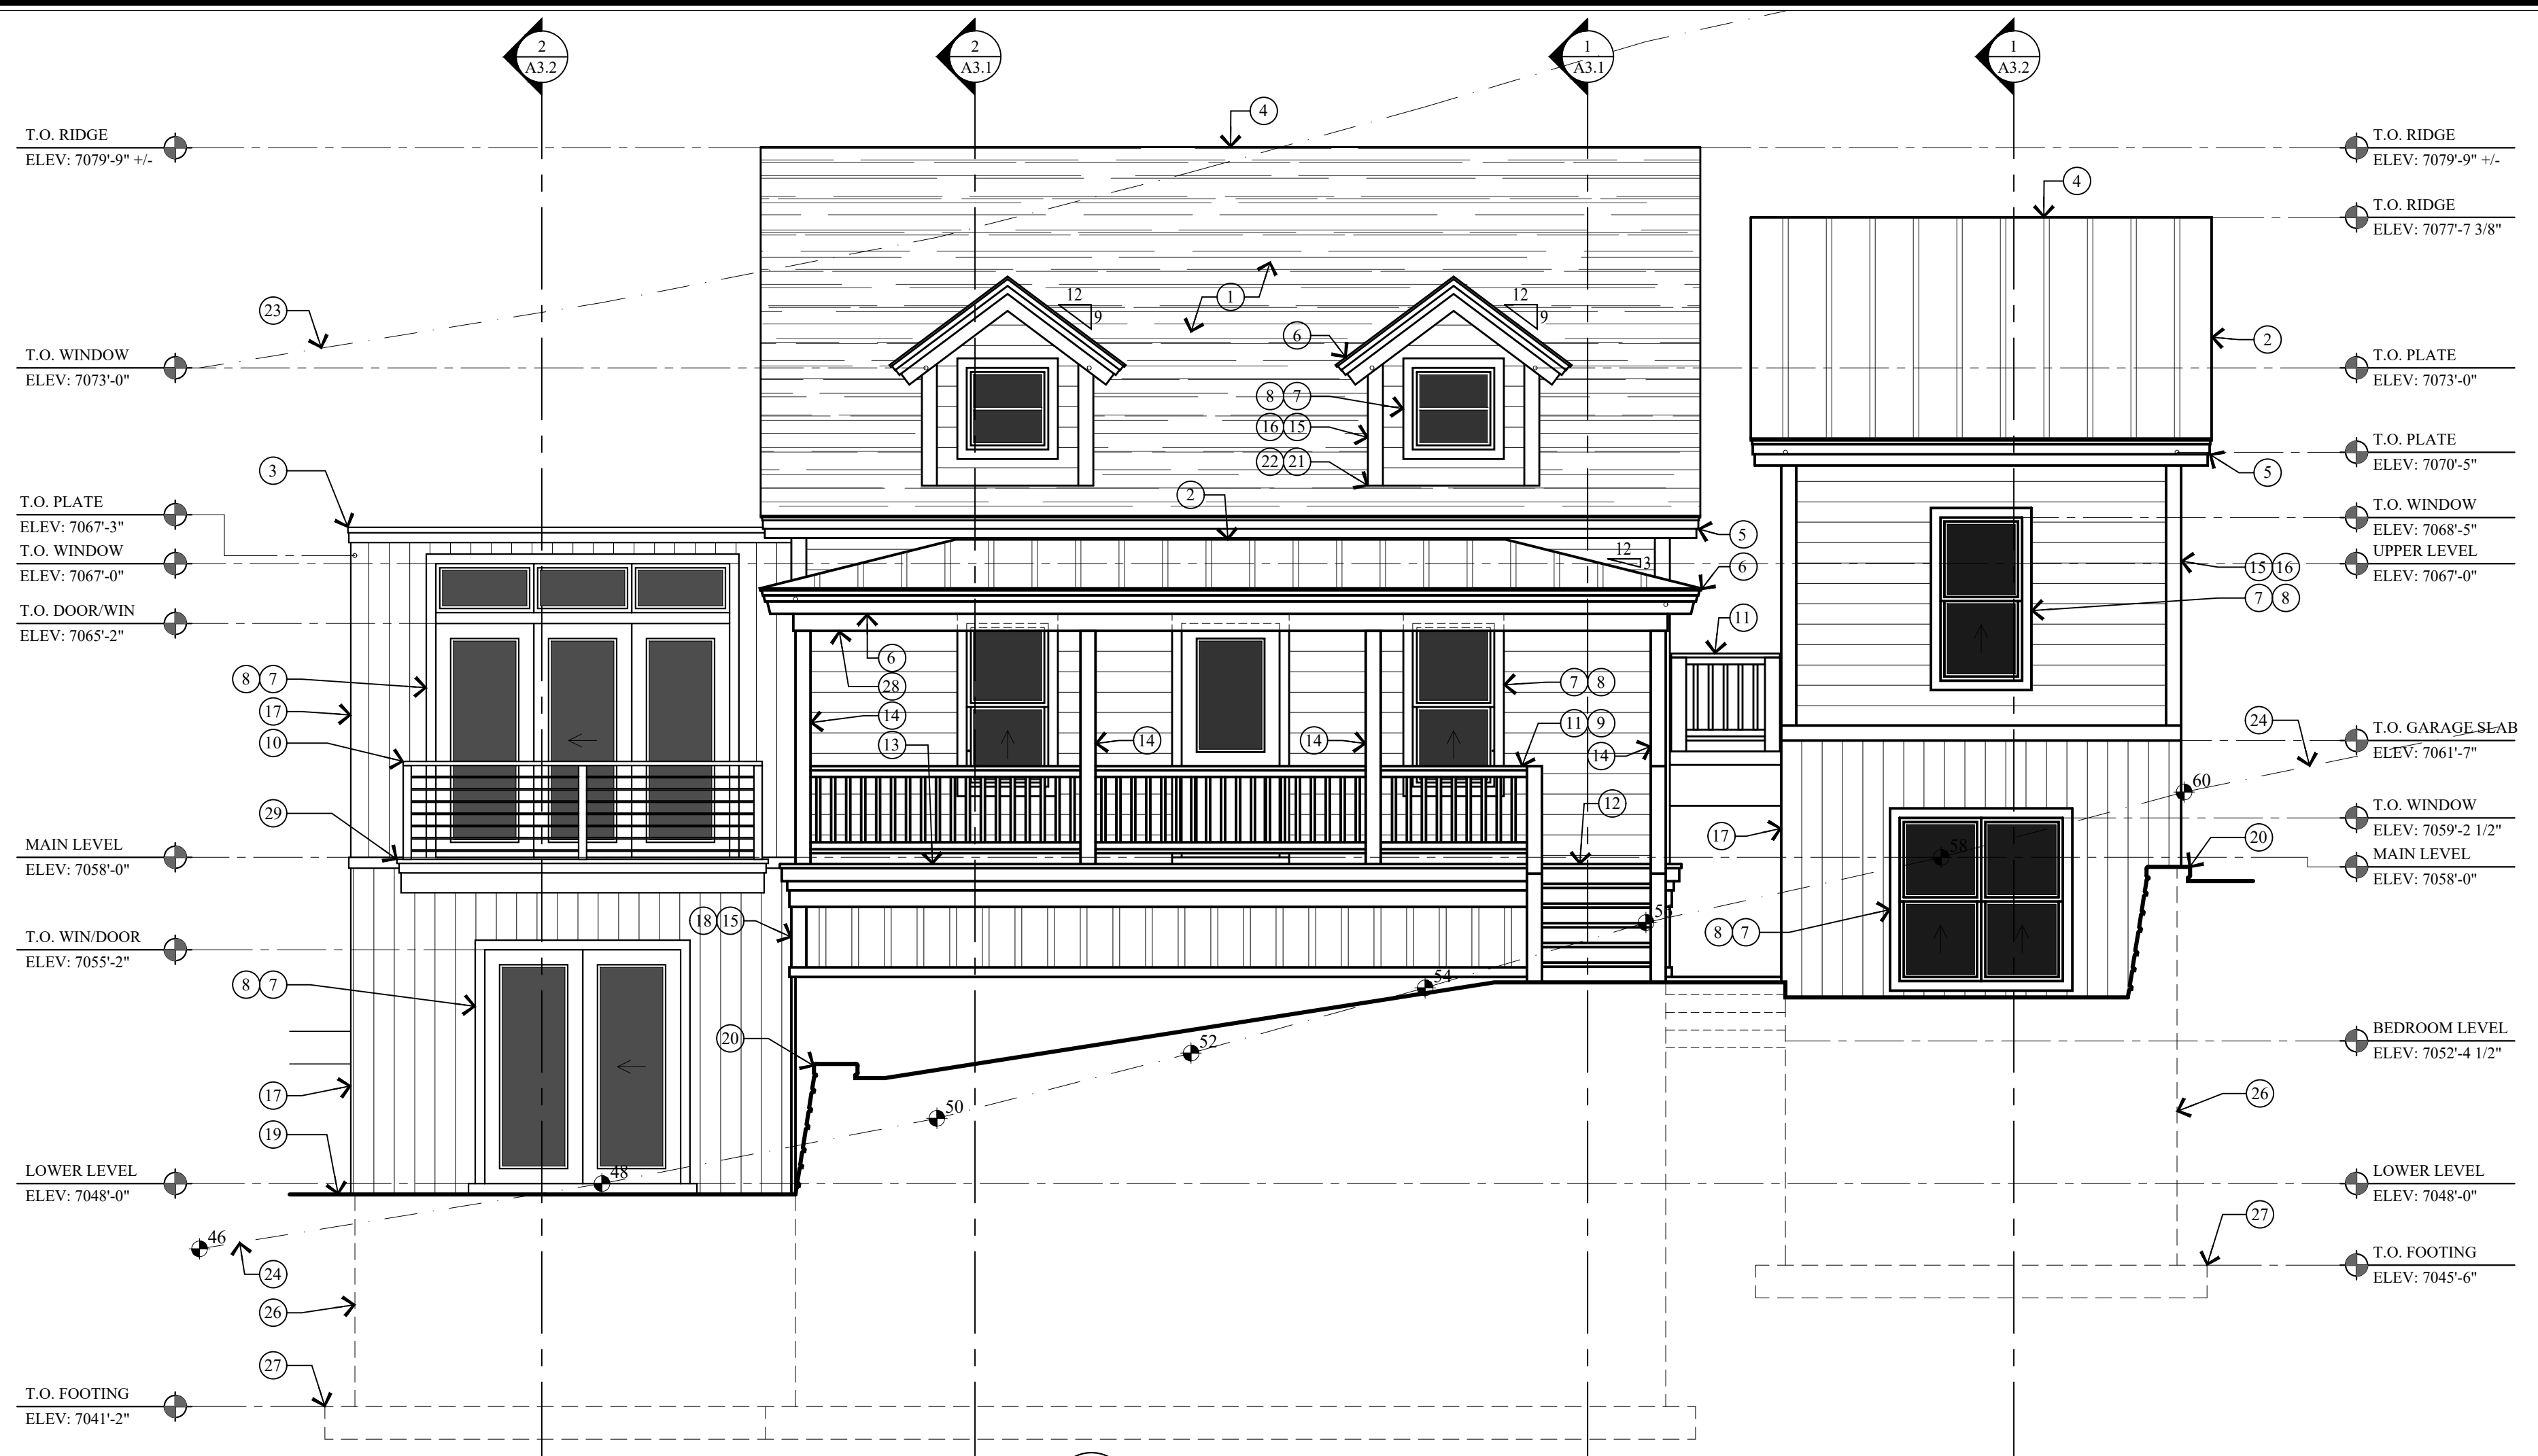 2
A3.2
2
A3.1
1
A3.1
1
A3.2
4
T.O. RIDGE
ELEV: 7079'-9" +/-
T.O. RIDGE
ELEV: 7079'-9" +/-
4
T.O. RIDGE
ELEV: 7077'-7 3/8"
23
1
12
9
12
9
6
2
T.O. WINDOW
ELEV: 7073'-0"
T.O. PLATE
ELEV: 7073'-0"
8 7
16 15
22 21
3
2
T.O. PLATE
ELEV: 7070'-5"
5
T.O. PLATE
ELEV: 7067'-3"
T.O. WINDOW
ELEV: 7067'-0"
5
12
3
6
T.O. WINDOW
ELEV: 7068'-5"
UPPER LEVEL
ELEV: 7067'-0"
15 16
7 8
T.O. DOOR/WIN
ELEV: 7065'-2"
11
6
28
8 7
7 8
17
14
11 9
24
10
13
14
14
14
T.O. GARAGE SLAB
ELEV: 7061'-7"
60
29
12
17
T.O. WINDOW
ELEV: 7059'-2 1/2"
20
MAIN LEVEL
ELEV: 7058'-0"
58
MAIN LEVEL
ELEV: 7058'-0"
18 15
8 7
T.O. WIN/DOOR
ELEV: 7055'-2"
8 7
54
20
52
BEDROOM LEVEL
ELEV: 7052'-4 1/2"
17
50
26
19
LOWER LEVEL
ELEV: 7048'-0"
48
LOWER LEVEL
ELEV: 7048'-0"
46
27
24
26
T.O. FOOTING
ELEV: 7045'-6"
27
T.O. FOOTING
ELEV: 7041'-2"